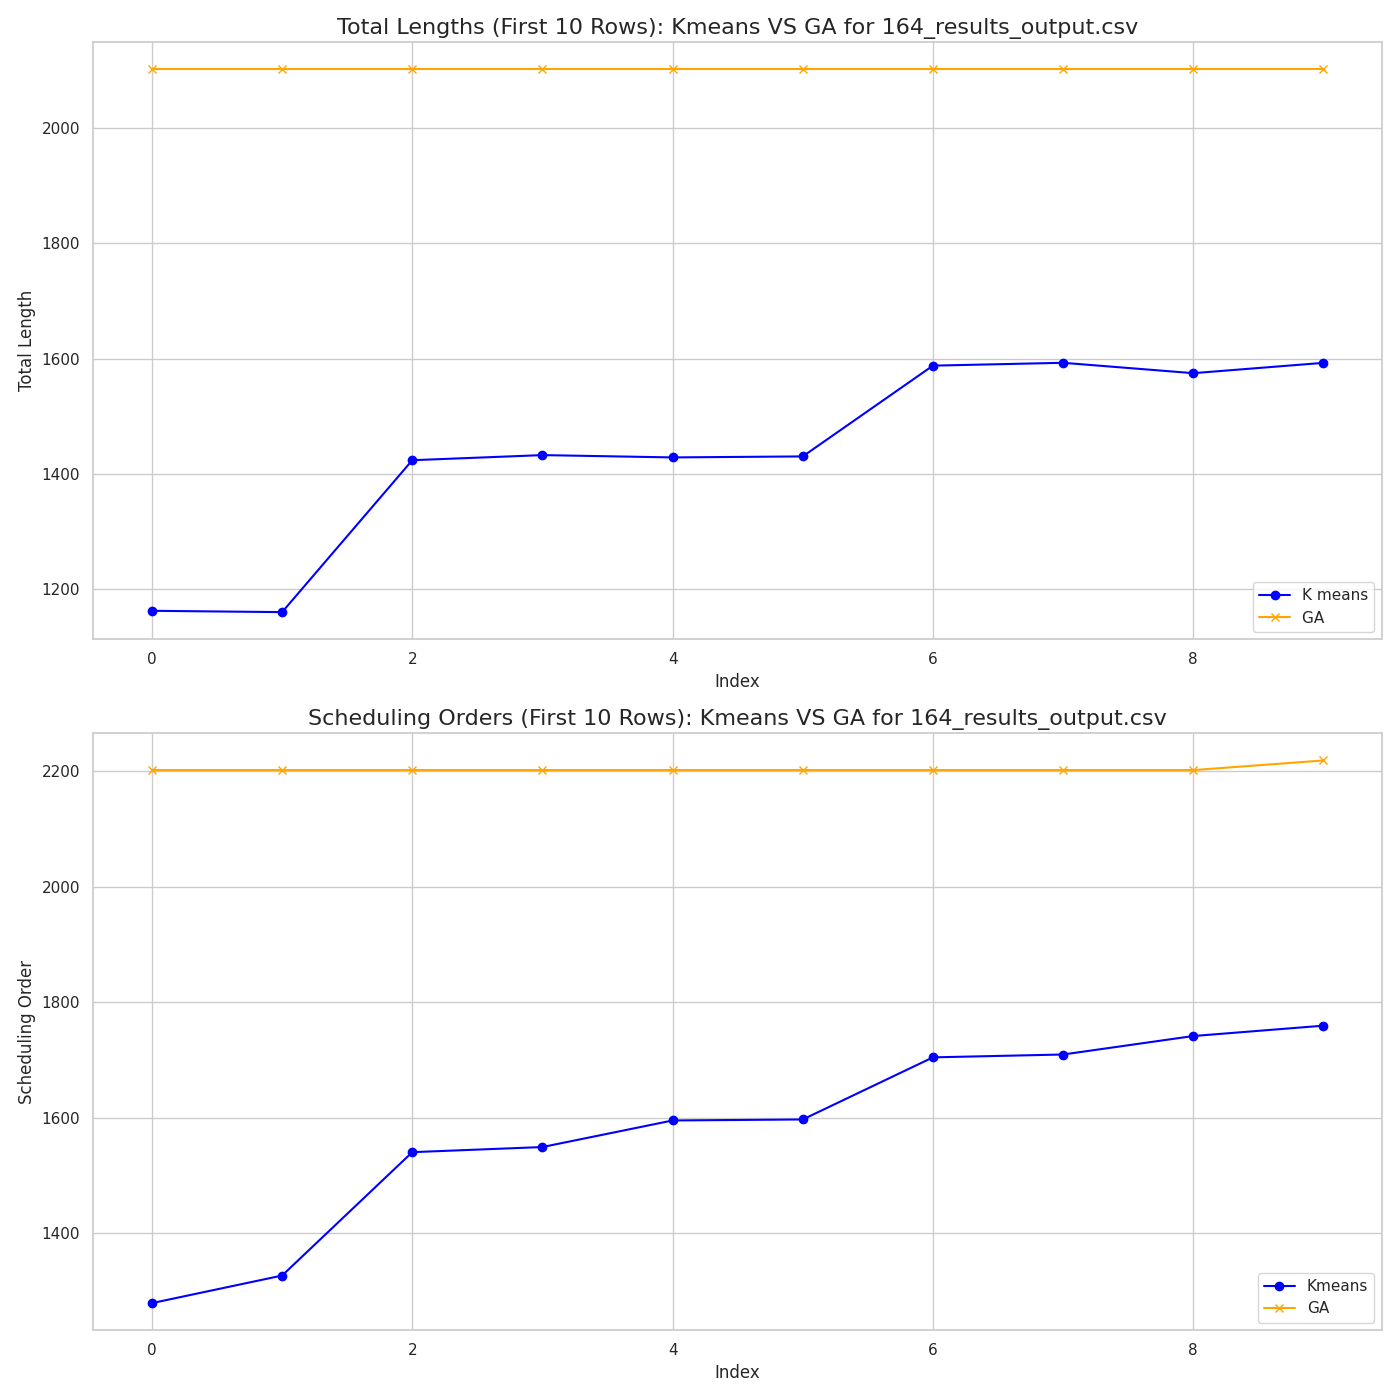 Total Lengths (First 10 Rows): Kmeans VS GA for 164_results_output.csv
2000
1800
1600
1400
1200
Total Length
K means
GA
0 2 4 6 8
Index
Scheduling Orders (First 10 Rows): Kmeans VS GA for 164_results_output.csv
2200
2000
1800
1600
1400
Scheduling Order
Kmeans
GA
0 2 4 6 8
Index